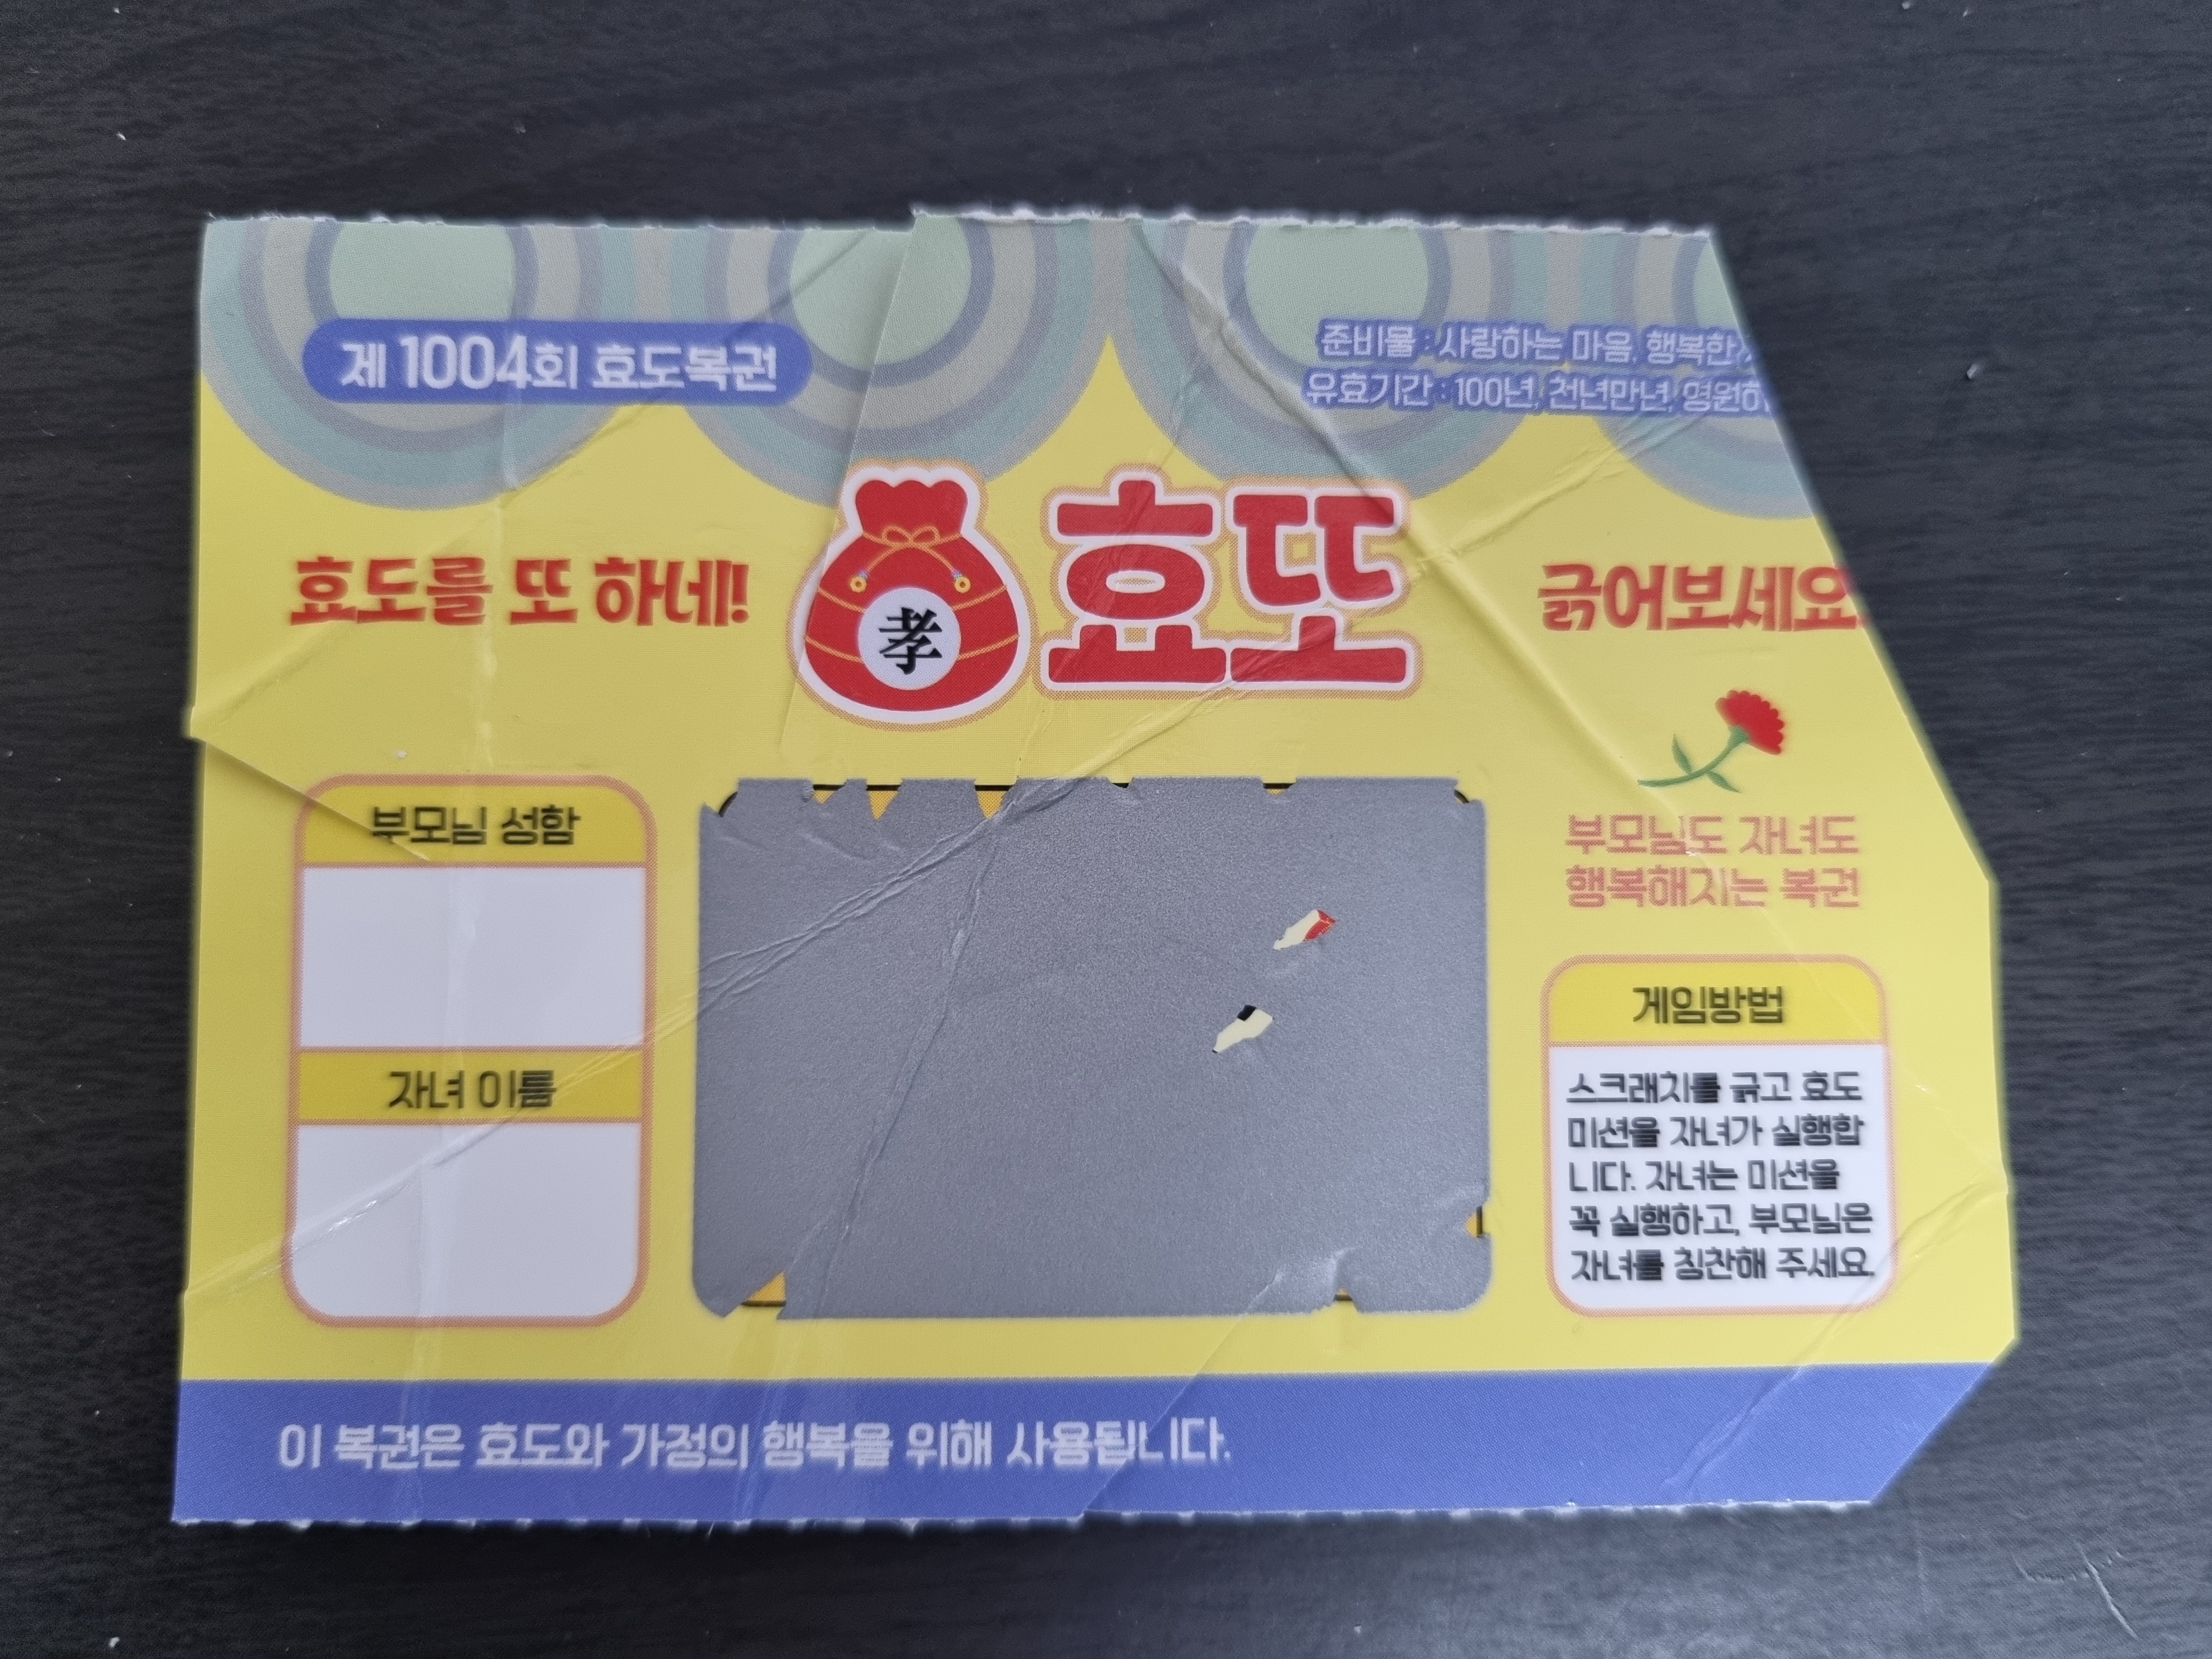 제 1004회 효도복권
준비물 : 사랑하는 마음, 행복한
유효기간 : 100년, 천년만년,
효도를 또 하네!
孝
효또
긁어보세요!
부모님도 자녀도
행복해지는 복권
부모님 성함
자녀 이름
게임방법
스크래치를 긁고 효도
미션을 자녀가 실행합
니다. 자녀는 미션을
꼭 실행하고, 부모님은
자녀를 칭찬해 주세요.
이 복권은 효도와 가정의 행복을 위해 사용됩니다.